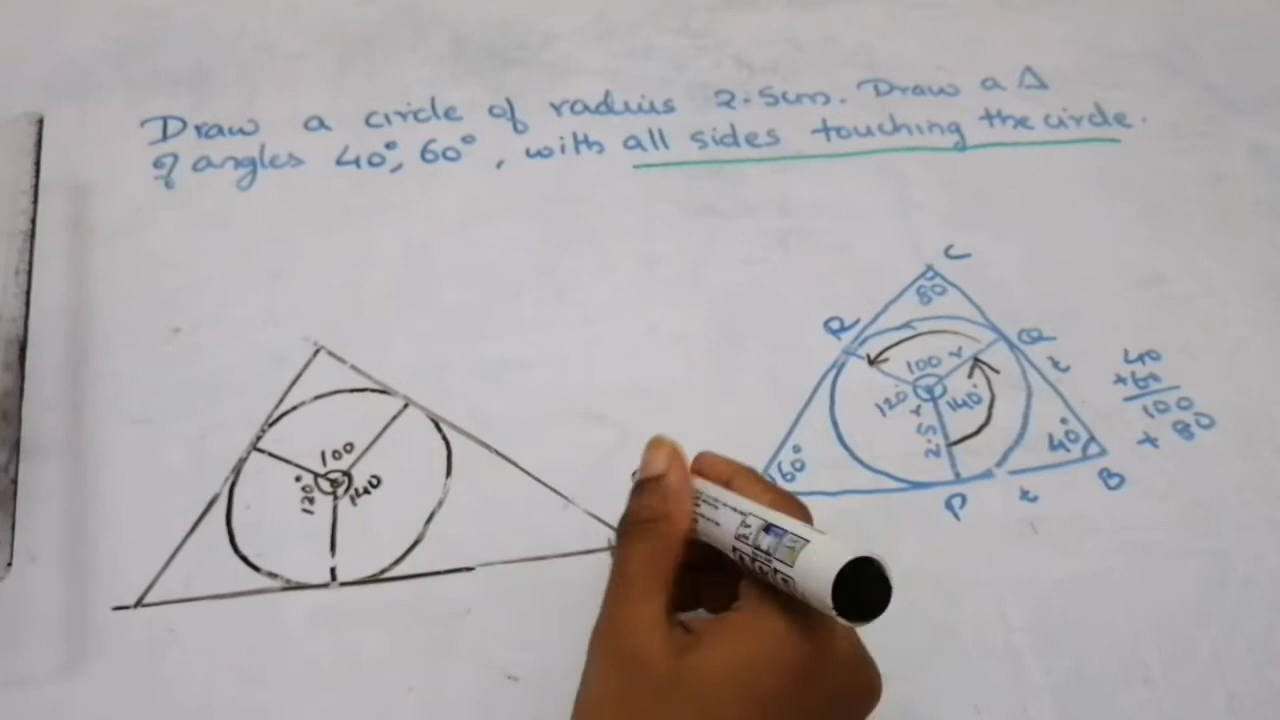 Draw a circle of radius 2.5cm. Draw a Δ
of angles 40°, 60°, with all sides touching the circle.
C
80
R
Q
100 r
t
120°
140°
2.5 r
60°
40°
P
t
B
40
+60
100
+ 80
100
120°
140